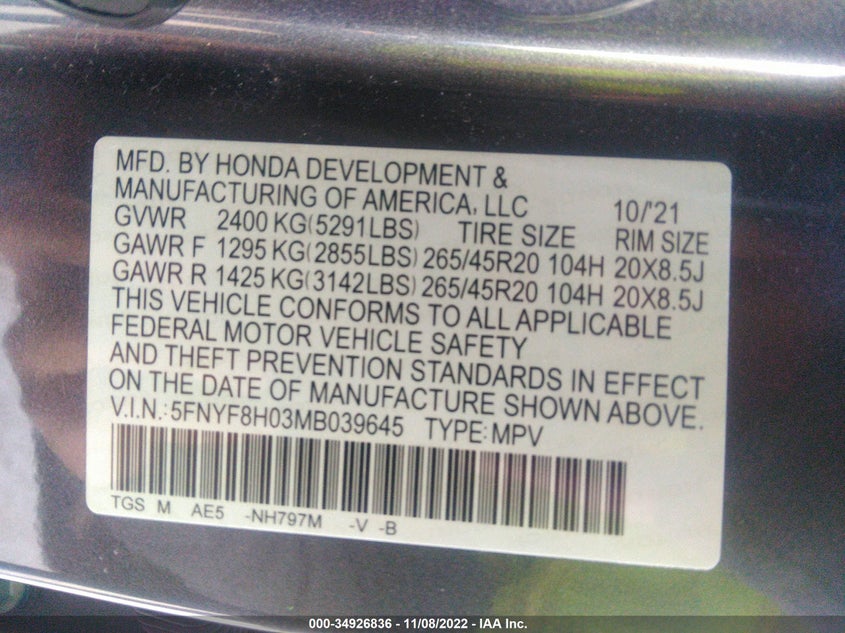 MFD. BY HONDA DEVELOPMENT &
MANUFACTURING OF AMERICA, LLC 10/'21
GVWR 2400 KG(5291LBS) TIRE SIZE RIM SIZE
GAWR F 1295 KG(2855LBS) 265/45R20 104H 20X8.5J
GAWR R 1425 KG(3142LBS) 265/45R20 104H 20X8.5J
THIS VEHICLE CONFORMS TO ALL APPLICABLE
FEDERAL MOTOR VEHICLE SAFETY
AND THEFT PREVENTION STANDARDS IN EFFECT
ON THE DATE OF MANUFACTURE SHOWN ABOVE.
V.I.N.:5FNYF8H03MB039645 TYPE:MPV
TGS M AE5 -NH797M -V -B
000-34926836 - 11/08/2022 - IAA Inc.